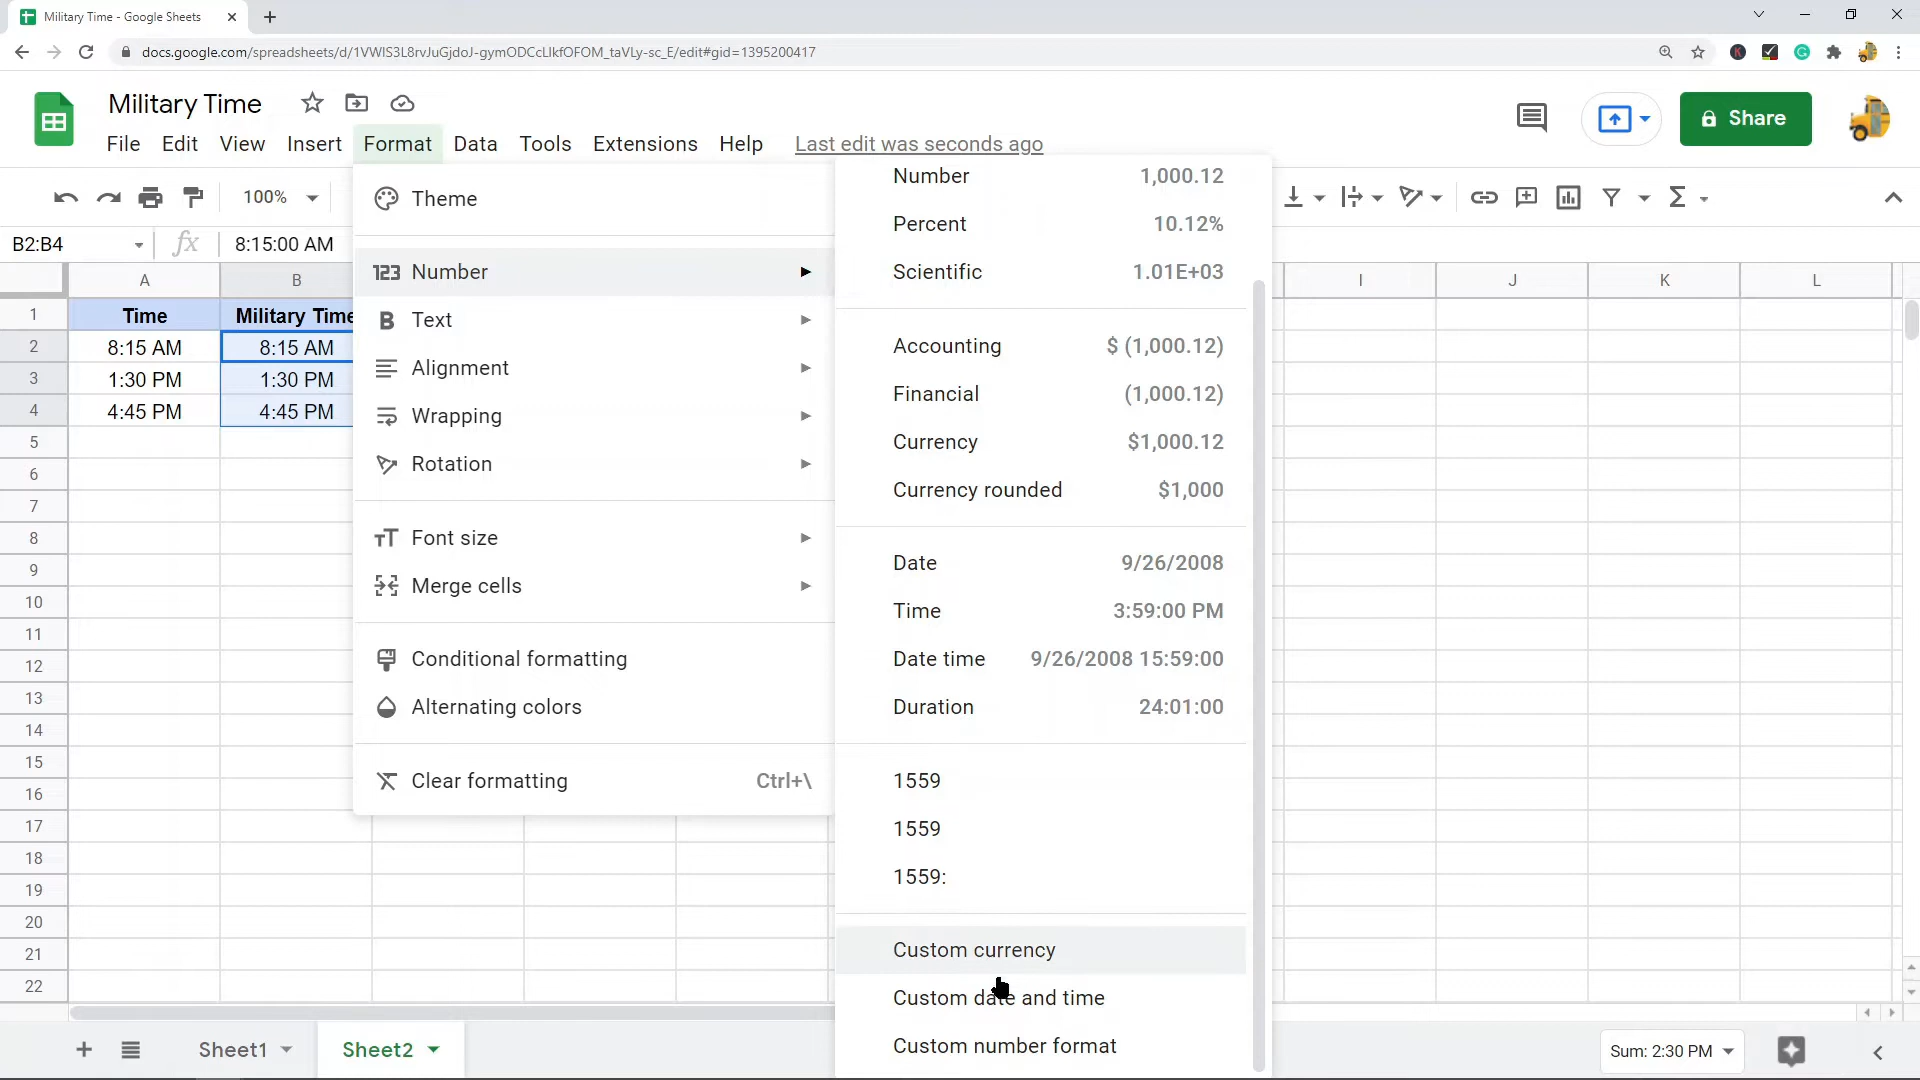 Military Time - Google Sheets
docs.google.com/spreadsheets/d/1VWIS3L8rvJuGjdoJ-gymODCcLIkfOFOM_taVLy-sc_E/edit#gid=1395200417
Military Time
Share
File Edit View Insert Format Data Tools Extensions Help Last edit was seconds ago
100%
B2:B4 fx 8:15:00 AM
A B I J K L
1 Time Military Time
2 8:15 AM 8:15 AM
3 1:30 PM 1:30 PM
4 4:45 PM 4:45 PM
5
6
7
8
9
10
11
12
13
14
15
16
17
18
19
20
21
22
Theme
123 Number
B Text
Alignment
Wrapping
Rotation
Font size
Merge cells
Conditional formatting
Alternating colors
Clear formatting Ctrl+\
Number 1,000.12
Percent 10.12%
Scientific 1.01E+03
Accounting $ (1,000.12)
Financial (1,000.12)
Currency $1,000.12
Currency rounded $1,000
Date 9/26/2008
Time 3:59:00 PM
Date time 9/26/2008 15:59:00
Duration 24:01:00
1559
1559
1559:
Custom currency
Custom date and time
Custom number format
Sheet1 Sheet2 Sum: 2:30 PM